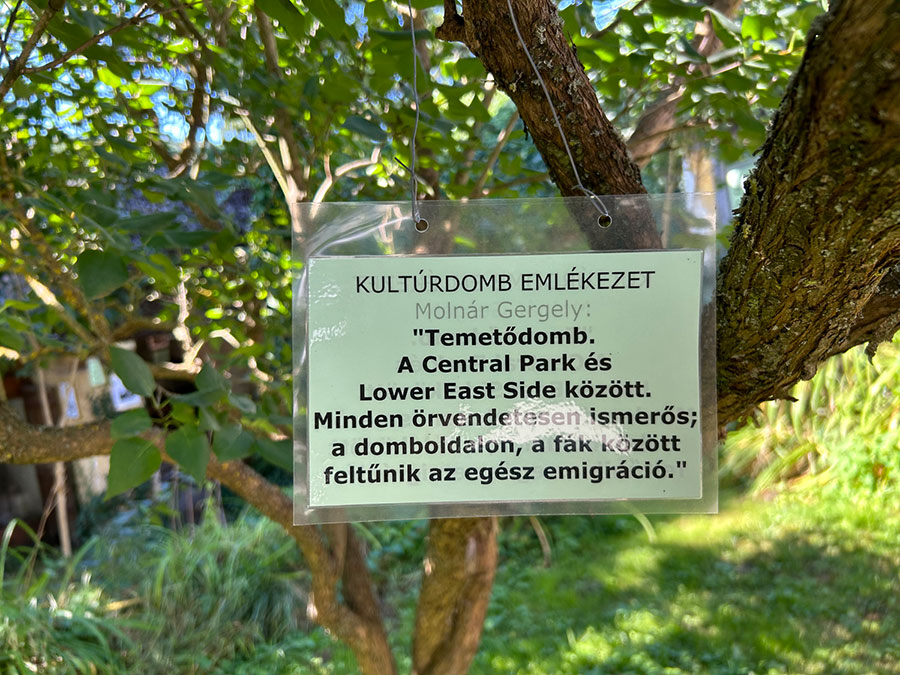 KULTÚRDOMB EMLÉKEZET
Molnár Gergely:
"Temetődomb.
A Central Park és
Lower East Side között.
Minden örvendetesen ismerős;
a domboldalon, a fák között
feltűnik az egész emigráció."